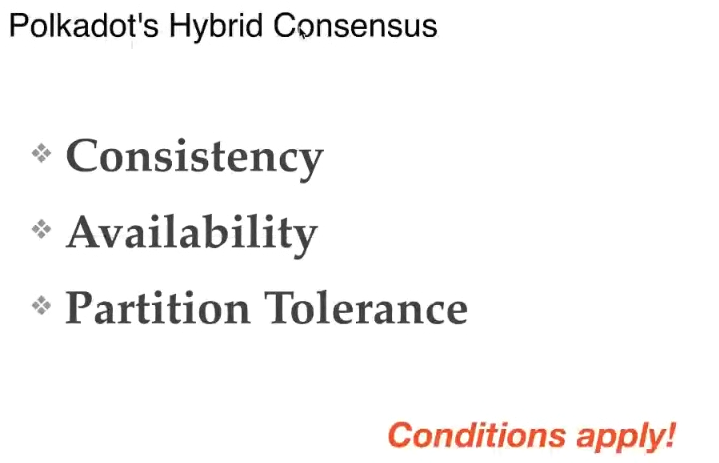 Polkadot's Hybrid Consensus
Consistency
Availability
Partition Tolerance
Conditions apply!